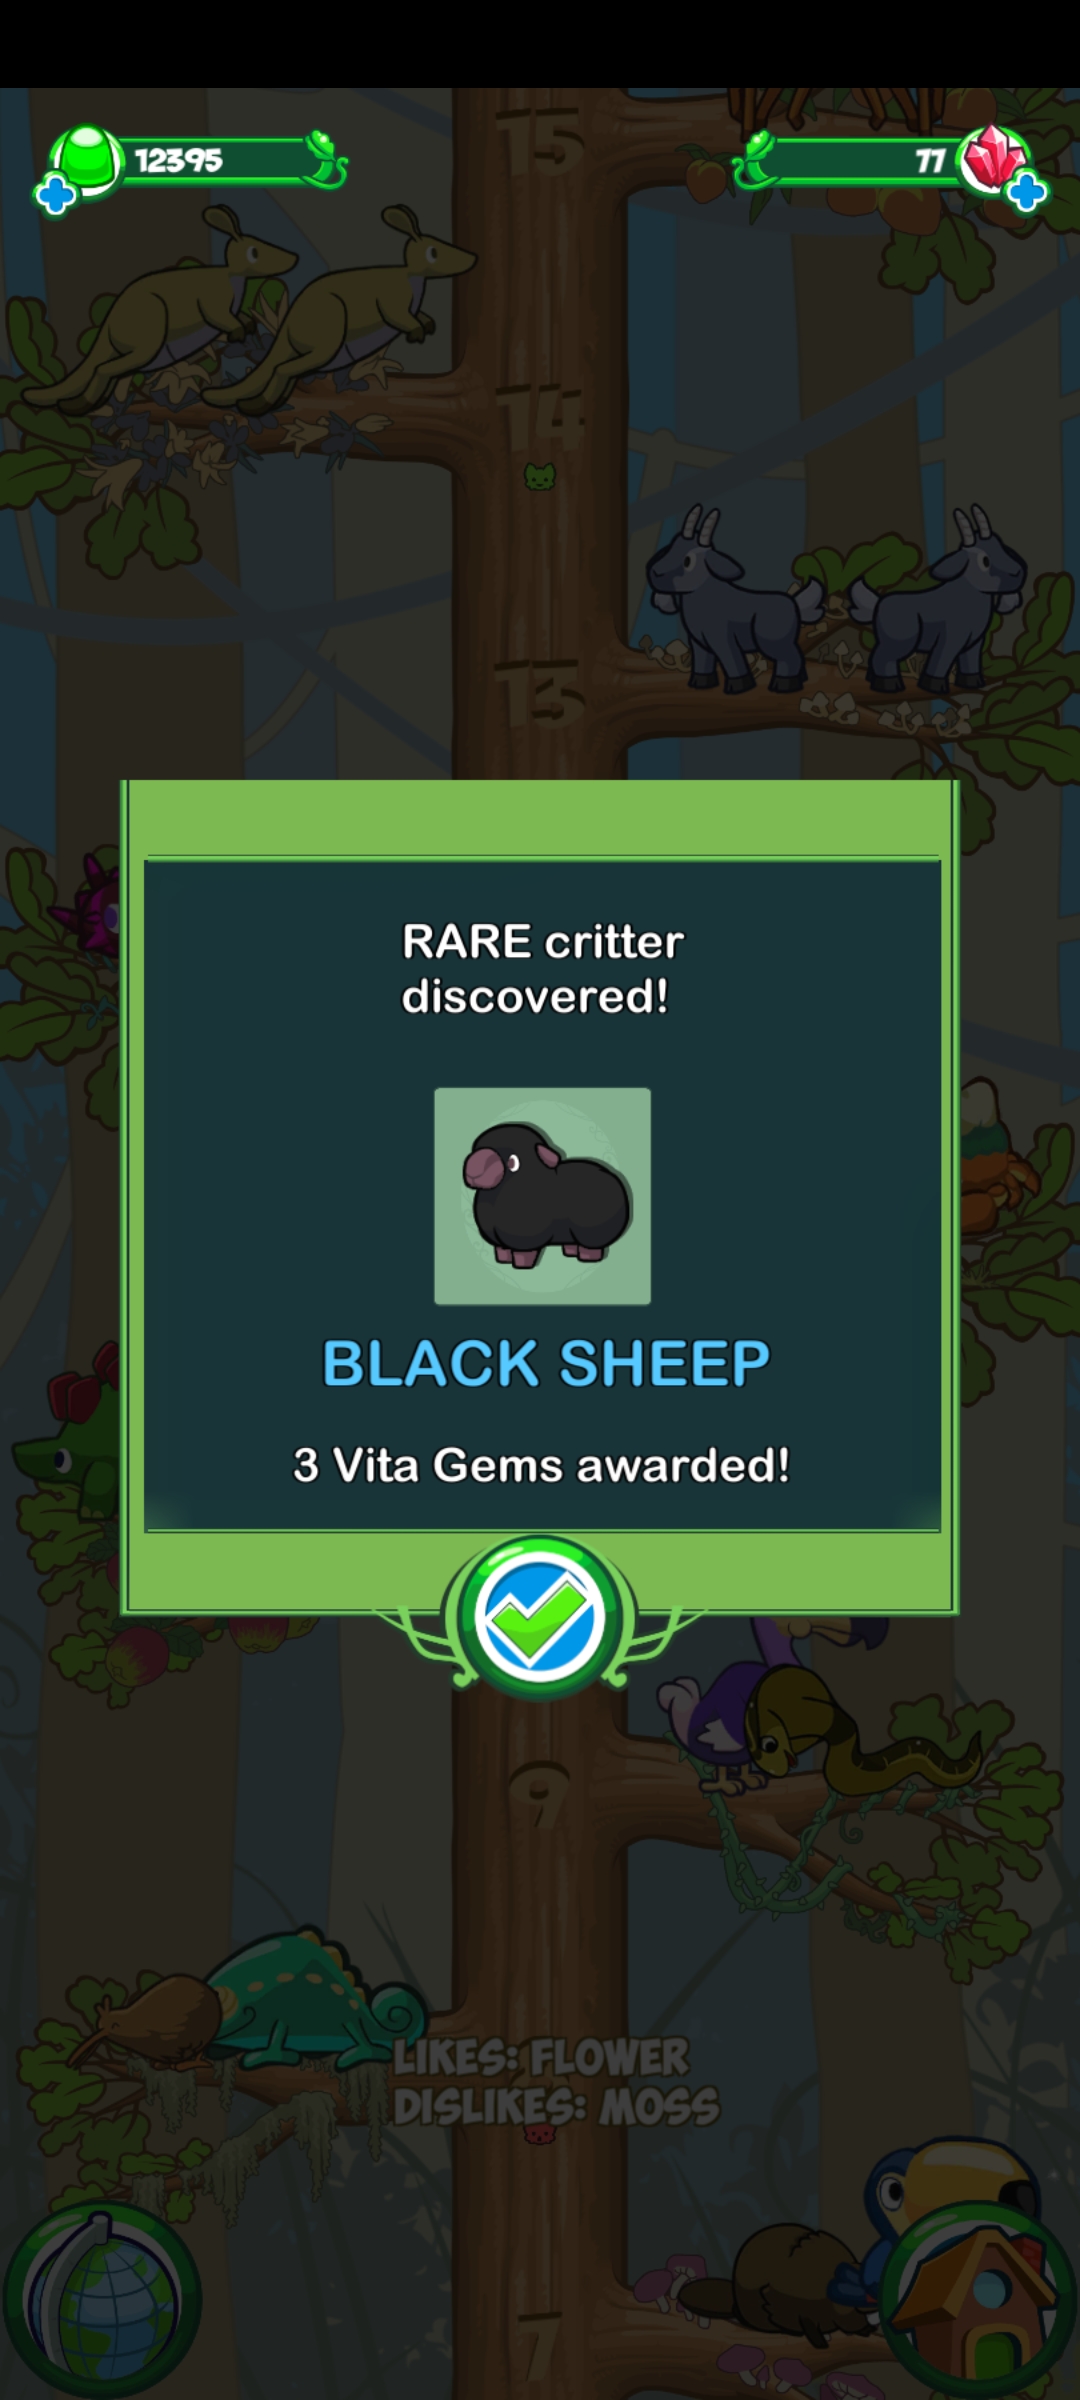 12395
77
15
14
13
RARE critter
discovered!
BLACK SHEEP
3 Vita Gems awarded!
9
LIKES: FLOWER
DISLIKES: MOSS
7